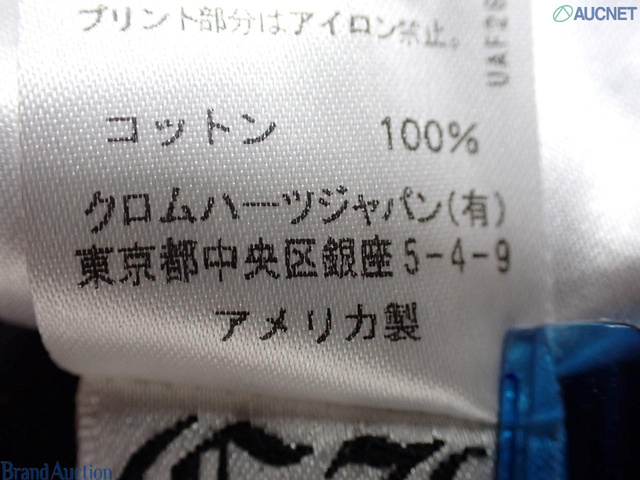 AUCNET
プリント部分はアイロン禁止。
コットン 100%
クロムハーツジャパン(有)
東京都中央区銀座5-4-9
アメリカ製
BrandAuction